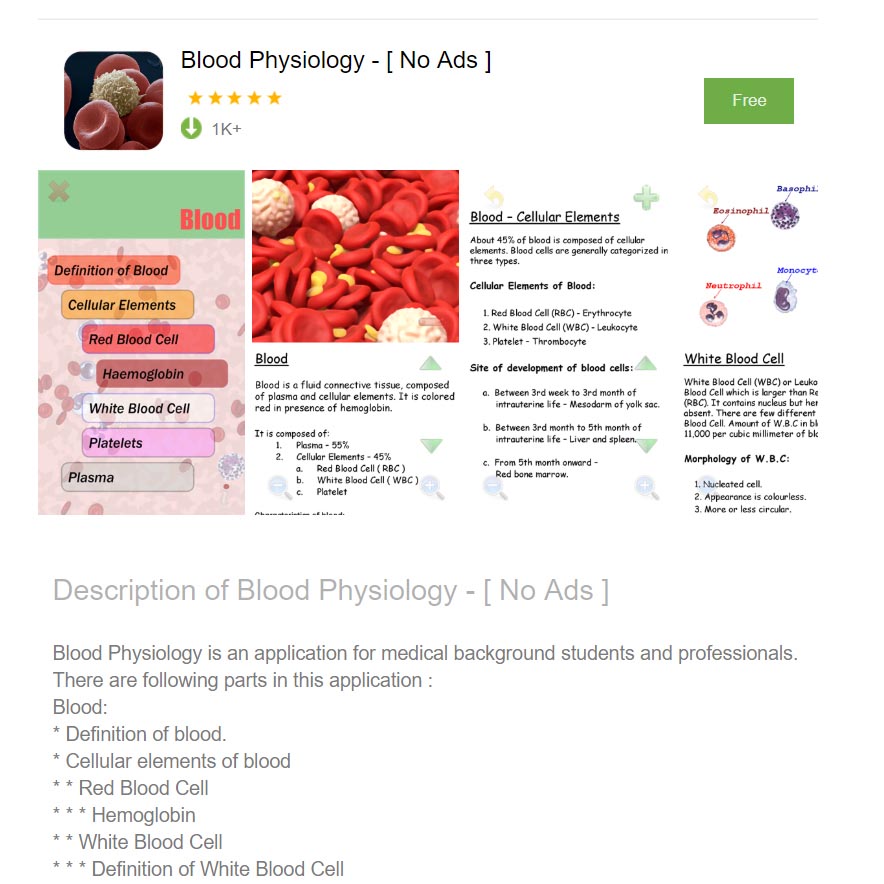 Blood Physiology - [ No Ads ]
1K+
Free
Blood
Definition of Blood
Cellular Elements
Red Blood Cell
Haemoglobin
White Blood Cell
Platelets
Plasma
Blood
Blood is a fluid connective tissue, composed
of plasma and cellular elements. It is colored
red in presence of hemoglobin.
It is composed of:
1. Plasma - 55%
2. Cellular Elements - 45%
a. Red Blood Cell ( RBC )
b. White Blood Cell ( WBC )
c. Platelet
Blood - Cellular Elements
About 45% of blood is composed of cellular
elements. Blood cells are generally categorized in
three types.
Cellular Elements of Blood:
1. Red Blood Cell (RBC) - Erythrocyte
2. White Blood Cell (WBC) - Leukocyte
3. Platelet - Thrombocyte
Site of development of blood cells:
a. Between 3rd week to 3rd month of
intrauterine life - Mesodarm of yolk sac.
b. Between 3rd month to 5th month of
intrauterine life - Liver and spleen.
c. From 5th month onward -
Red bone marrow.
Basophi
Eosinophil
Monocyt
Neutrophil
White Blood Cell
White Blood Cell (WBC) or Leuko
Blood Cell which is larger than Re
(RBC). It contains nucleus but her
absent. There are few different
Blood Cell. Amount of W.B.C in bl
11,000 per cubic millimeter of blo
Morphology of W.B.C:
1. Nucleated cell.
2. Appearance is colourless.
3. More or less circular.
Description of Blood Physiology - [ No Ads ]
Blood Physiology is an application for medical background students and professionals.
There are following parts in this application :
Blood:
* Definition of blood.
* Cellular elements of blood
* * Red Blood Cell
* * * Hemoglobin
* * White Blood Cell
* * * Definition of White Blood Cell